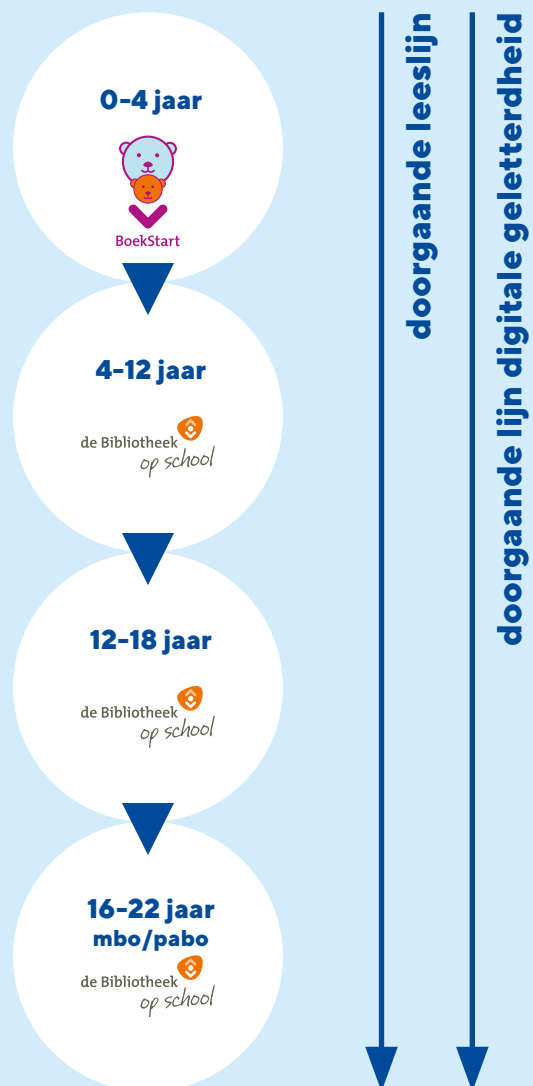 0-4 jaar
BoekStart
4-12 jaar
de Bibliotheek
op school
12-18 jaar
de Bibliotheek
op school
16-22 jaar
mbo/pabo
de Bibliotheek
op school
doorgaande leeslijn
doorgaande lijn digitale geletterdheid